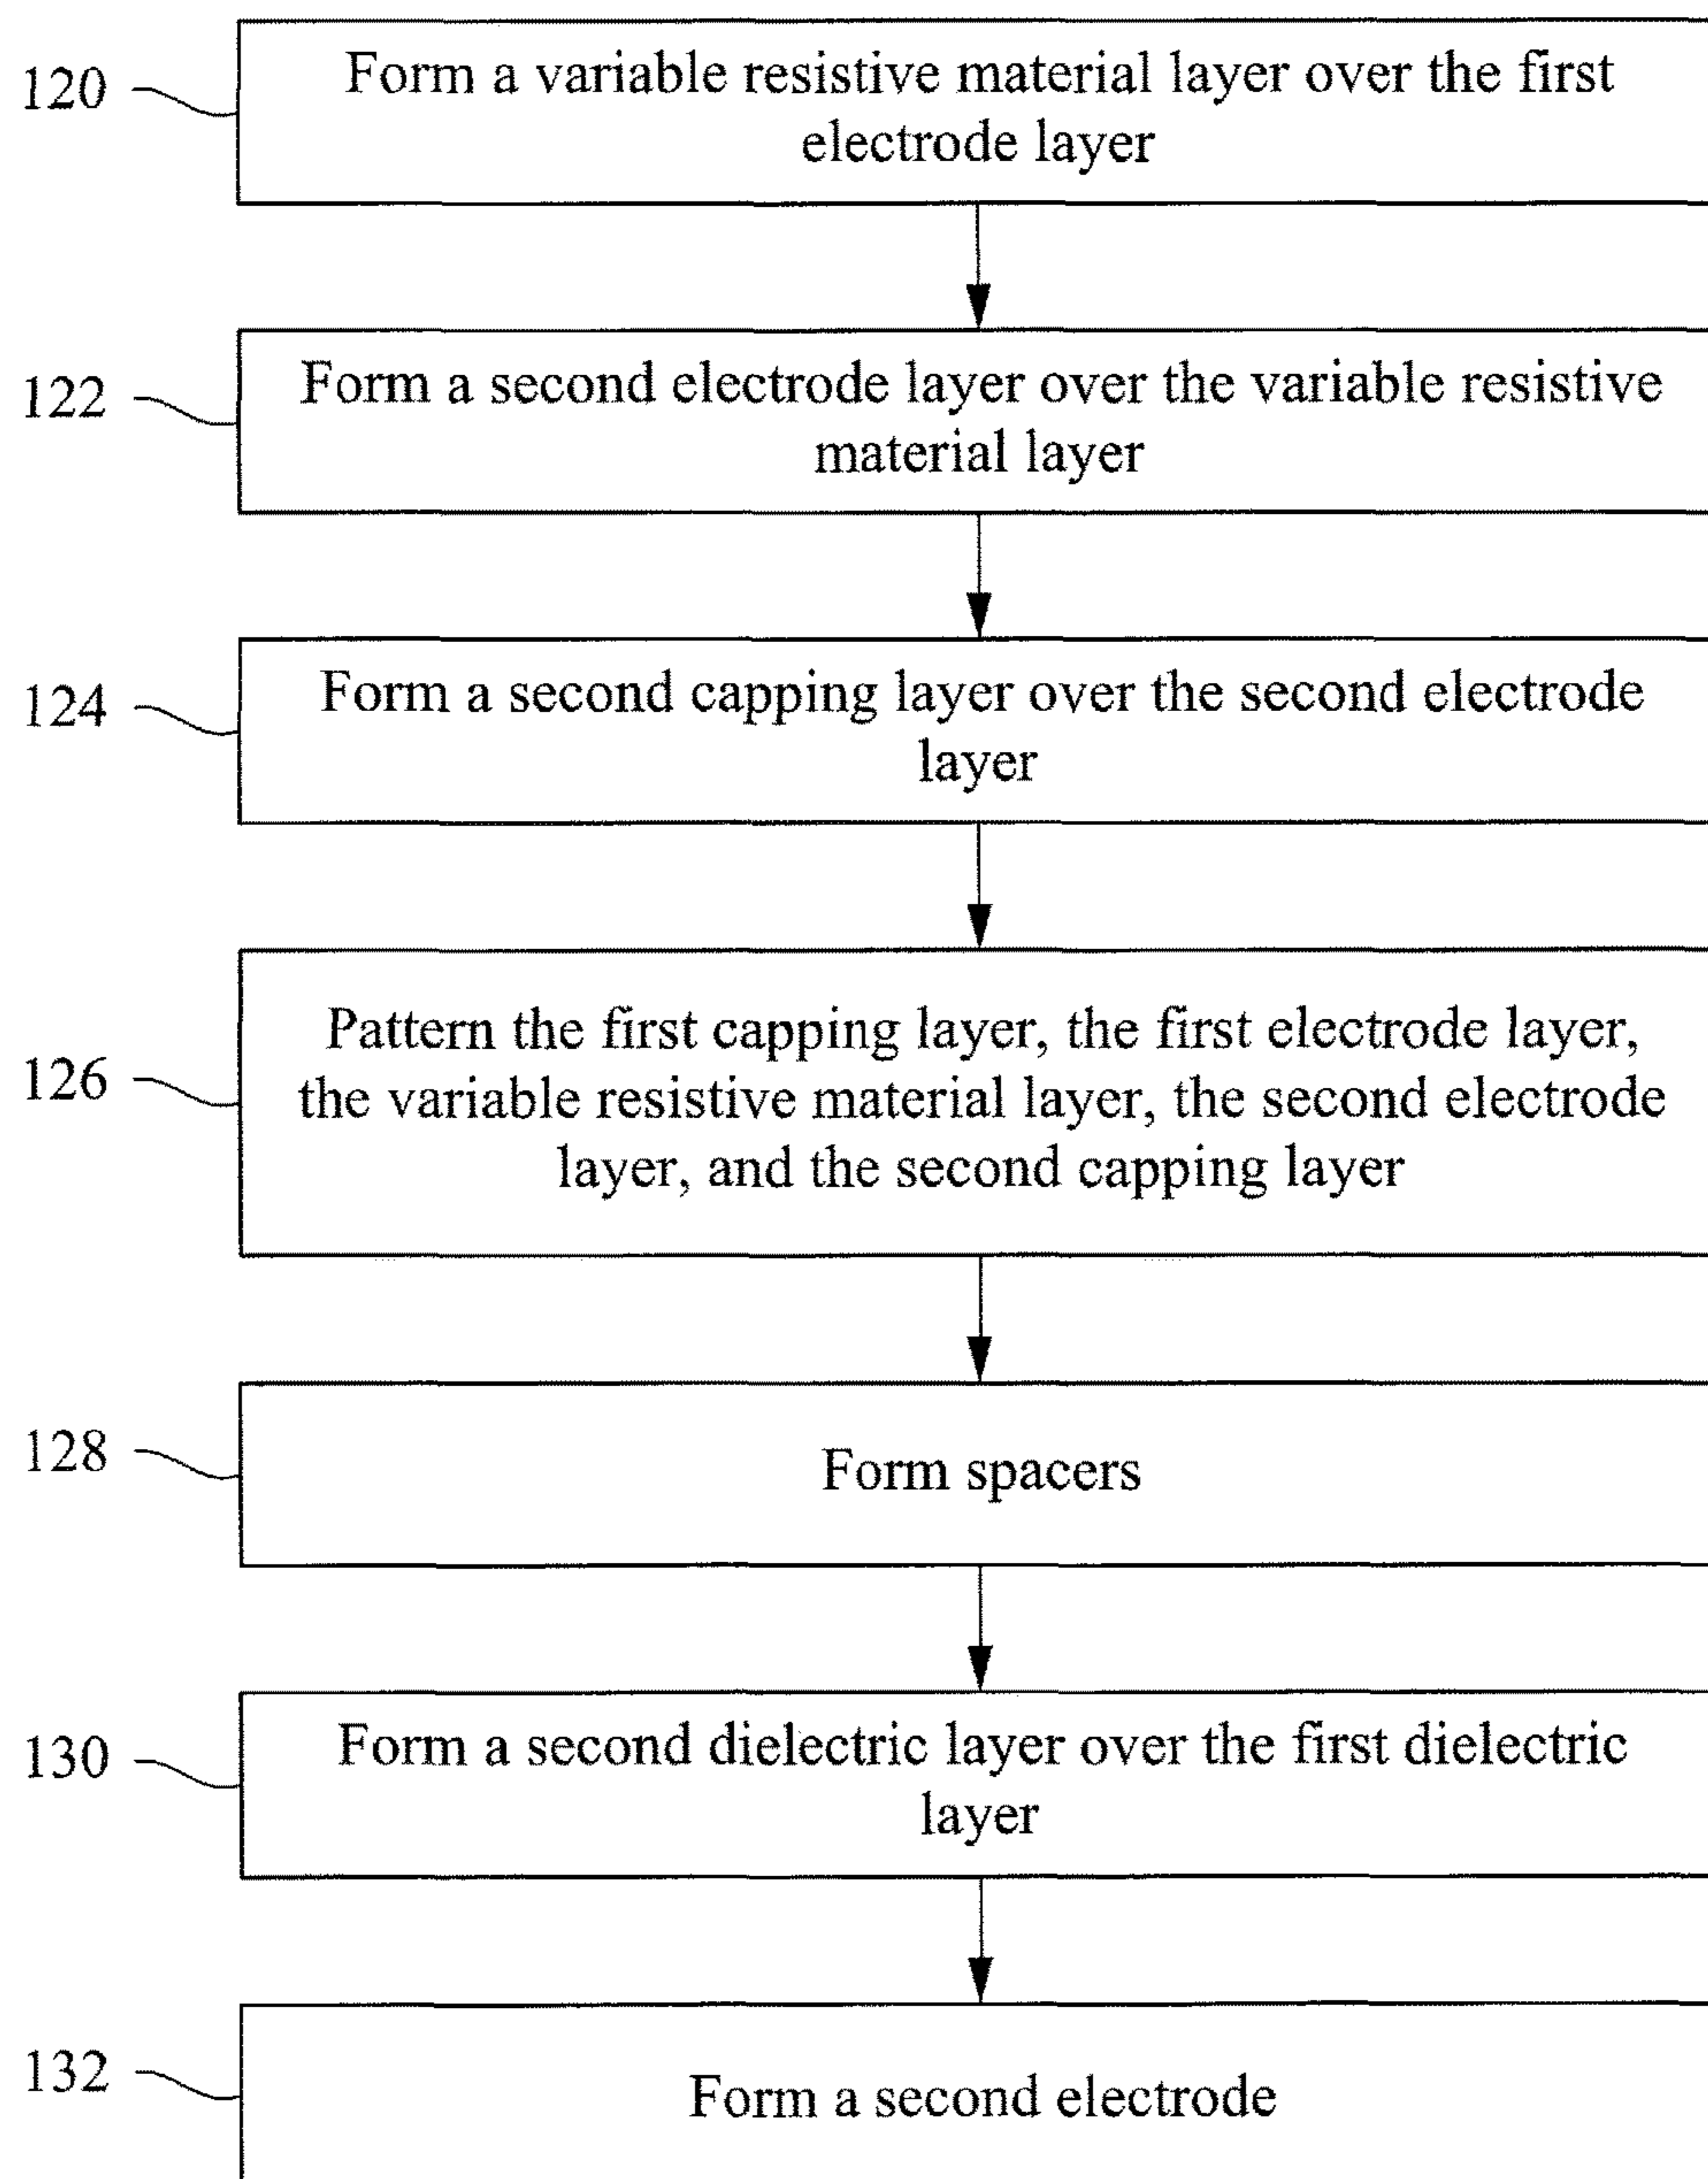 120
Form a variable resistive material layer over the first
electrode layer
122
Form a second electrode layer over the variable resistive
material layer
124
Form a second capping layer over the second electrode
layer
126
Pattern the first capping layer, the first electrode layer,
the variable resistive material layer, the second electrode
layer, and the second capping layer
128
Form spacers
130
Form a second dielectric layer over the first dielectric
layer
132
Form a second electrode